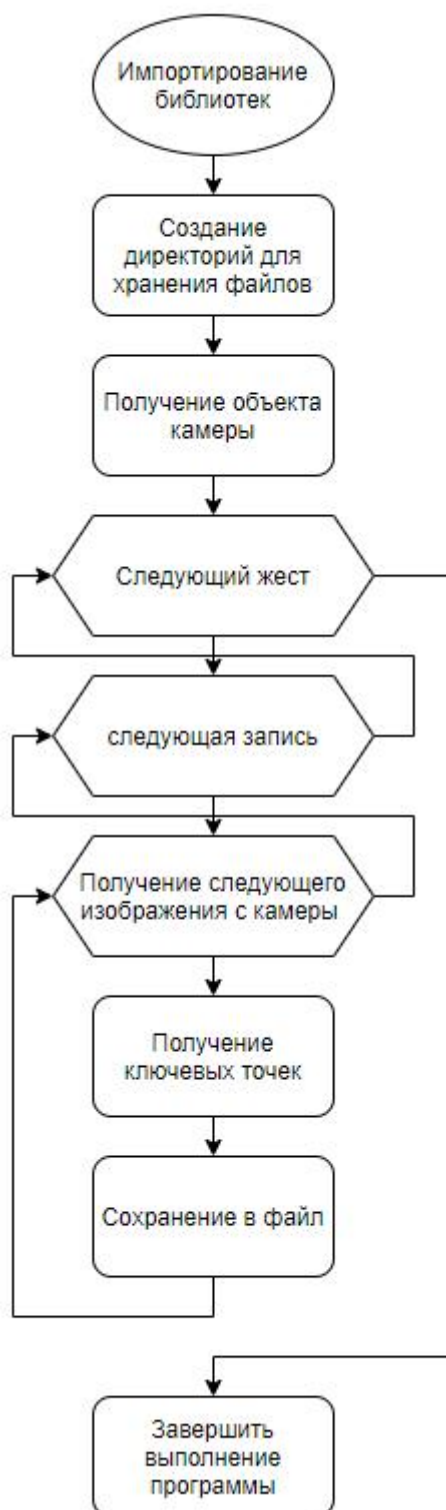 Импортирование
библиотек
Создание
директорий для
хранения файлов
Получение объекта
камеры
Следующий жест
следующая запись
Получение следующего
изображения с камеры
Получение
ключевых точек
Сохранение в файл
Завершить
выполнение
программы